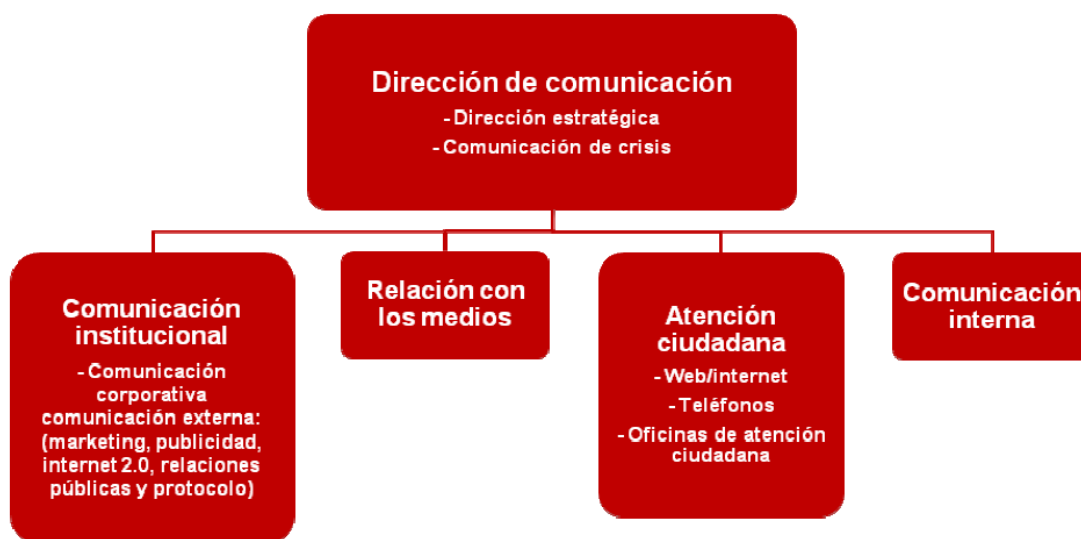 Dirección de comunicación
- Dirección estratégica
- Comunicación de crisis
Comunicación
institucional
- Comunicación
corporativa
comunicación externa:
(marketing, publicidad,
internet 2.0, relaciones
públicas y protocolo)
Relación con
los medios
Atención
ciudadana
- Web/internet
- Teléfonos
- Oficinas de atención
ciudadana
Comunicación
interna